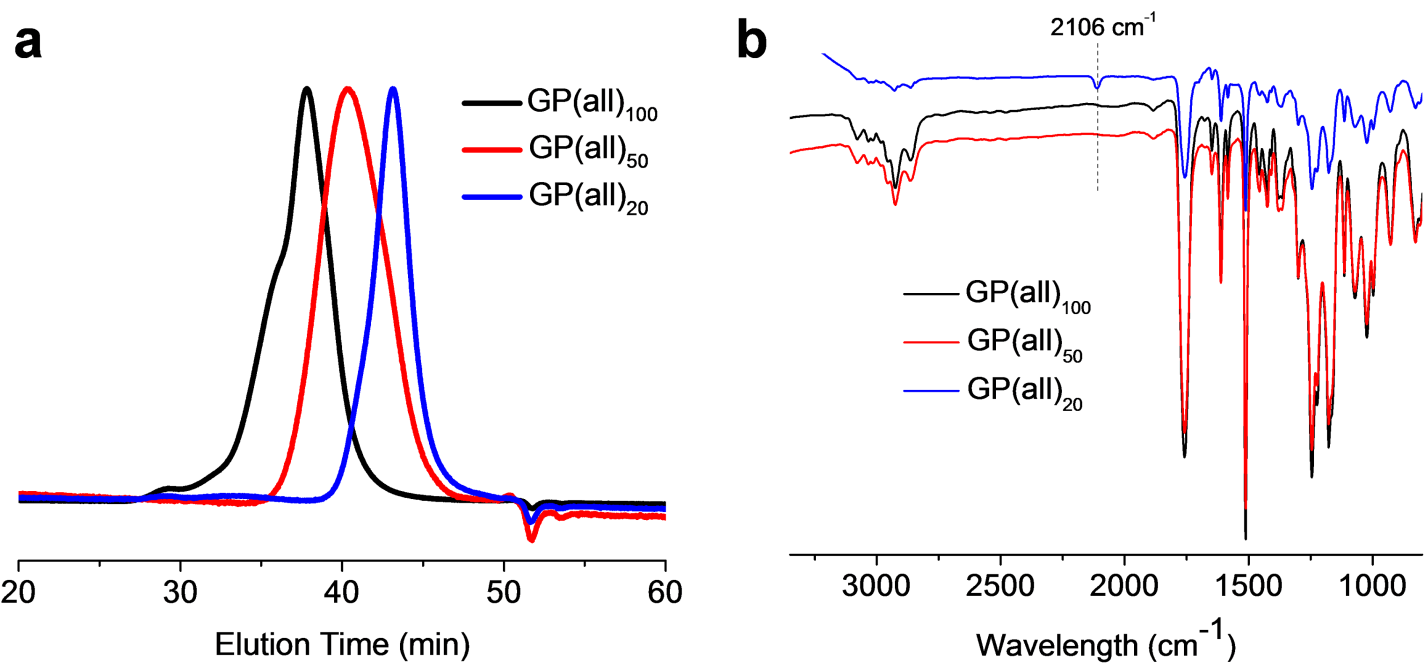 a
GP(all)100
GP(all)50
GP(all)20
20 30 40 50 60
Elution Time (min)
b
2106 cm-1
GP(all)100
GP(all)50
GP(all)20
3000 2500 2000 1500 1000
Wavelength (cm-1)